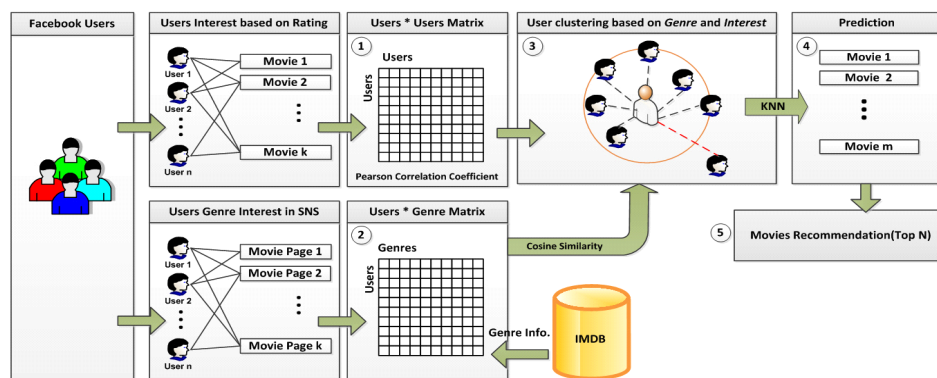 Facebook Users
Users Interest based on Rating
User 1
User 2
User n
Movie 1
Movie 2
Movie k
Users * Users Matrix
1
Users
Users
Pearson Correlation Coefficient
User clustering based on Genre and Interest
3
KNN
Prediction
4
Movie 1
Movie 2
Movie m
Users Genre Interest in SNS
User 1
User 2
User n
Movie Page 1
Movie Page 2
Movie Page k
Users * Genre Matrix
2
Genres
Users
Cosine Similarity
Genre Info.
IMDB
5
Movies Recommendation(Top N)